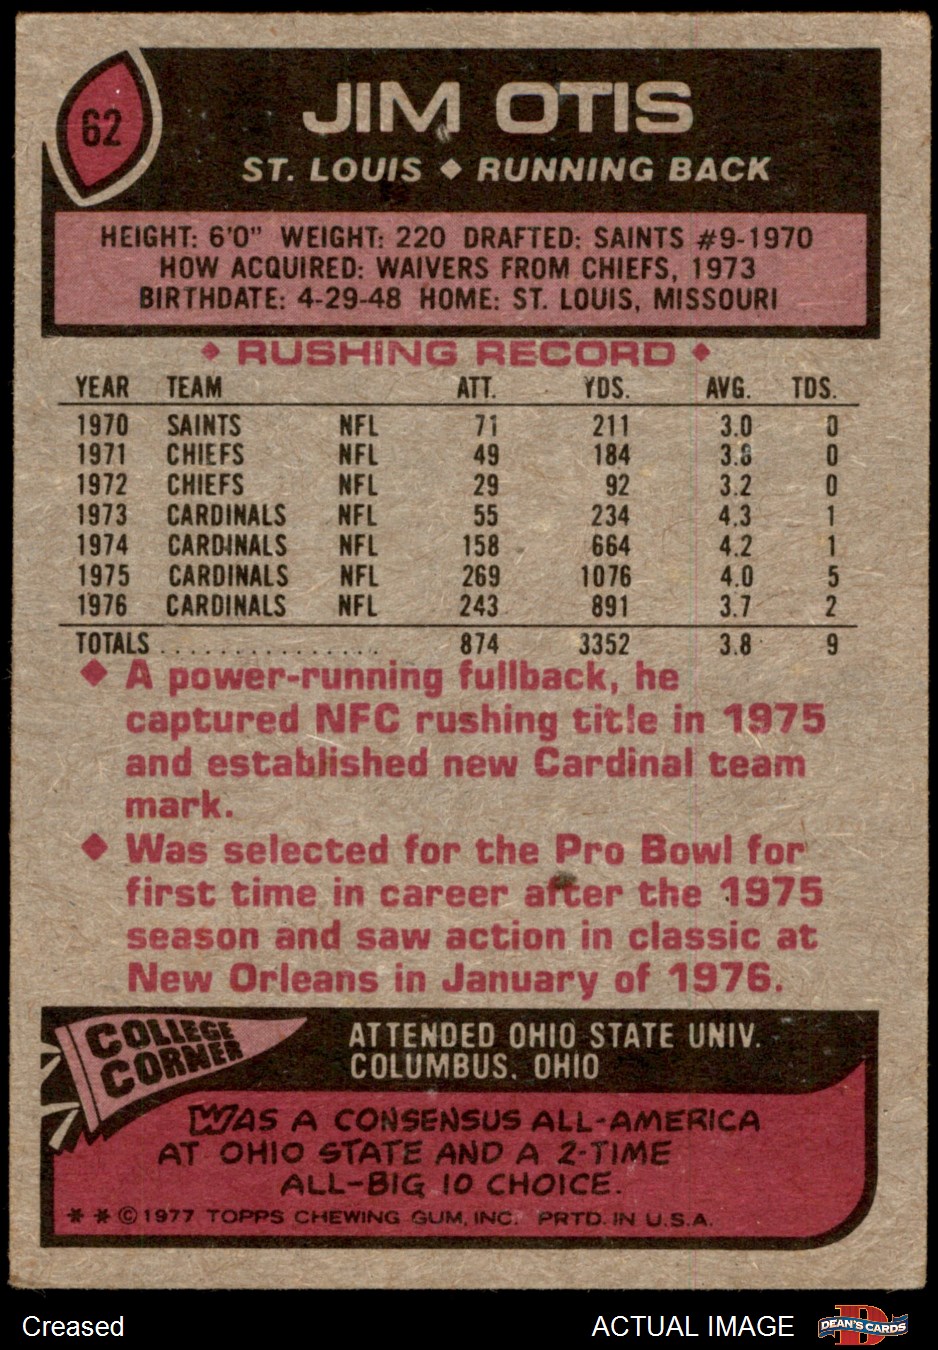 62
JIM OTIS
ST. LOUIS ◆ RUNNING BACK
HEIGHT: 6'0" WEIGHT: 220 DRAFTED: SAINTS #9-1970
HOW ACQUIRED: WAIVERS FROM CHIEFS, 1973
BIRTHDATE: 4-29-48 HOME: ST. LOUIS, MISSOURI
◆ RUSHING RECORD ◆
YEAR TEAM ATT. YDS. AVG. TDS.
1970 SAINTS NFL 71 211 3.0 0
1971 CHIEFS NFL 49 184 3.8 0
1972 CHIEFS NFL 29 92 3.2 0
1973 CARDINALS NFL 55 234 4.3 1
1974 CARDINALS NFL 158 664 4.2 1
1975 CARDINALS NFL 269 1076 4.0 5
1976 CARDINALS NFL 243 891 3.7 2
TOTALS . . . . . . . . . . . . . . . 874 3352 3.8 9
◆ A power-running fullback, he
captured NFC rushing title in 1975
and established new Cardinal team
mark.
◆ Was selected for the Pro Bowl for
first time in career after the 1975
season and saw action in classic at
New Orleans in January of 1976.
COLLEGE
CORNER
ATTENDED OHIO STATE UNIV.
COLUMBUS, OHIO
WAS A CONSENSUS ALL-AMERICA
AT OHIO STATE AND A 2-TIME
ALL-BIG 10 CHOICE.
* * © 1977 TOPPS CHEWING GUM, INC. PRTD. IN U.S.A.
Creased
ACTUAL IMAGE
D
DEAN'S CARDS